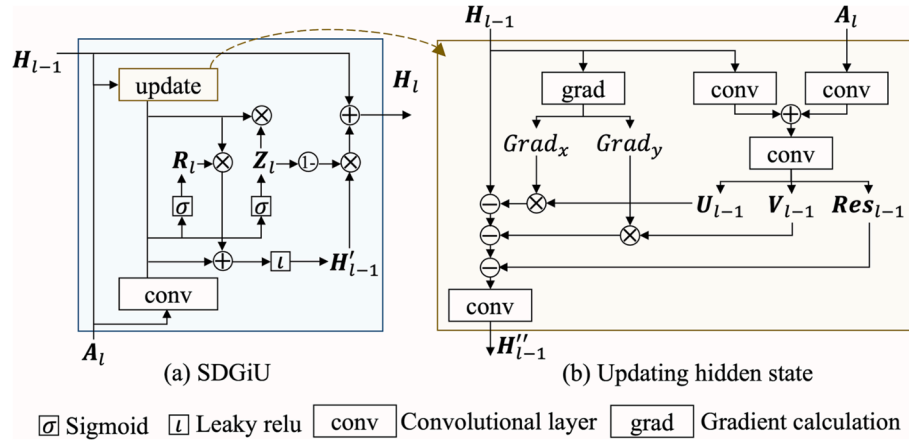 H_{l−1}
update
H_l
R_l
Z_l
1-
σ
σ
ι
H'_{l−1}
conv
A_l
(a) SDGiU
H_{l−1}
A_l
grad
conv
conv
Grad_x
Grad_y
conv
U_{l−1}
V_{l−1}
Res_{l−1}
conv
H''_{l−1}
(b) Updating hidden state
σ Sigmoid
ι Leaky relu
conv Convolutional layer
grad Gradient calculation